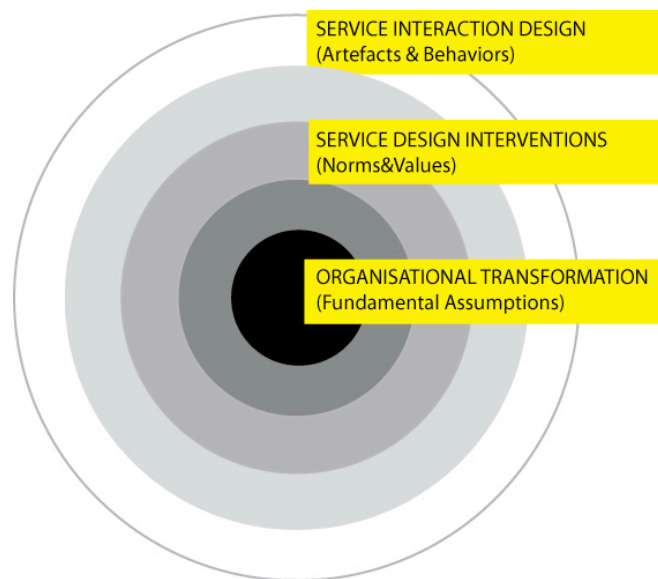 SERVICE INTERACTION DESIGN
(Artefacts & Behaviors)
SERVICE DESIGN INTERVENTIONS
(Norms&Values)
ORGANISATIONAL TRANSFORMATION
(Fundamental Assumptions)